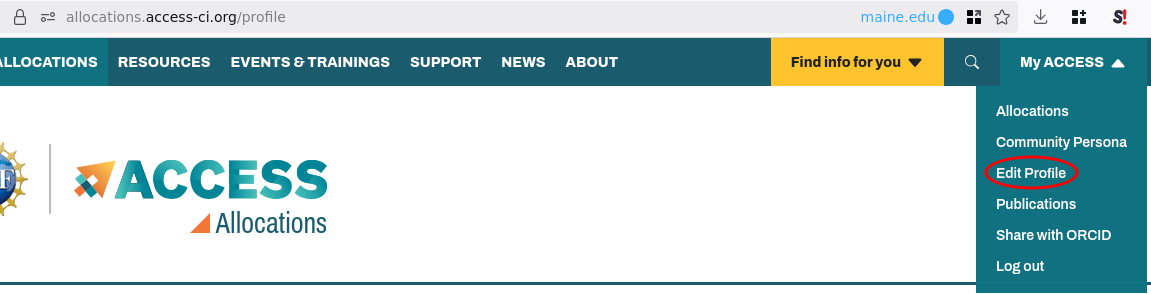 allocations.access-ci.org/profile maine.edu S!
ALLOCATIONS RESOURCES EVENTS & TRAININGS SUPPORT NEWS ABOUT Find info for you My ACCESS
Allocations
Community Persona
Edit Profile
Publications
Share with ORCID
Log out
F
ACCESS
Allocations